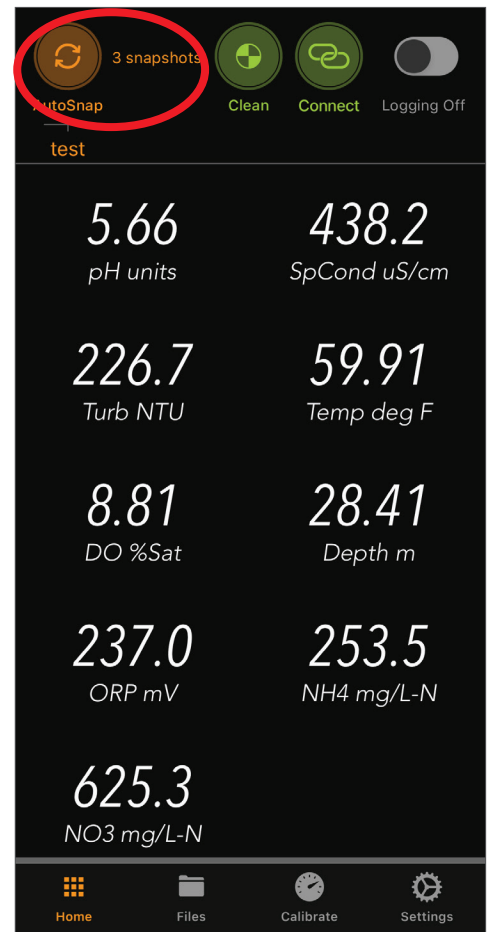 3 snapshots
AutoSnap Clean Connect Logging Off
test
5.66 438.2
pH units SpCond uS/cm
226.7 59.91
Turb NTU Temp deg F
8.81 28.41
DO %Sat Depth m
237.0 253.5
ORP mV NH4 mg/L-N
625.3
NO3 mg/L-N
Home Files Calibrate Settings